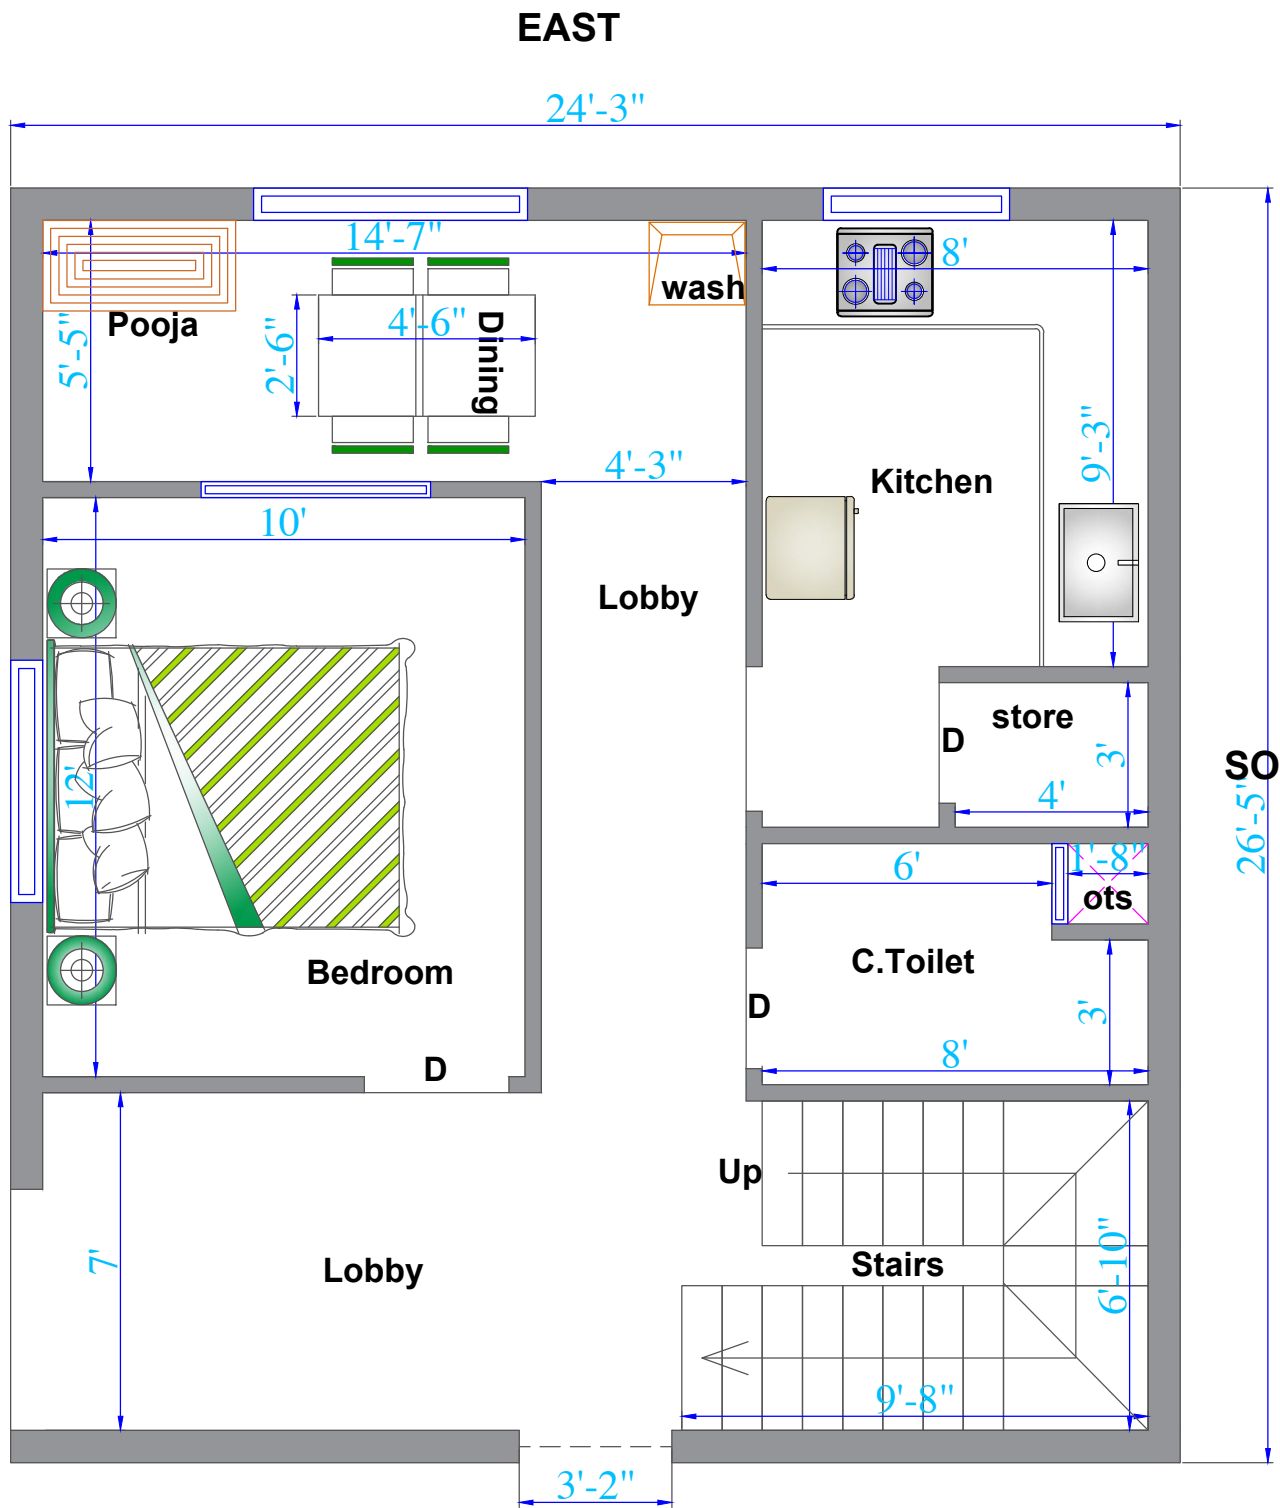 EAST
24'-3"
14'-7"
8'
wash
Pooja
4'-6"
Dining
5'-5"
2'-6"
4'-3"
9'-3"
Kitchen
10'
Lobby
store
D
3'
SO
12'
4'
26'-5"
6'
1'-8"
ots
Bedroom
C.Toilet
D
3'
8'
D
Up
7'
Lobby
Stairs
6'-10"
9'-8"
3'-2"